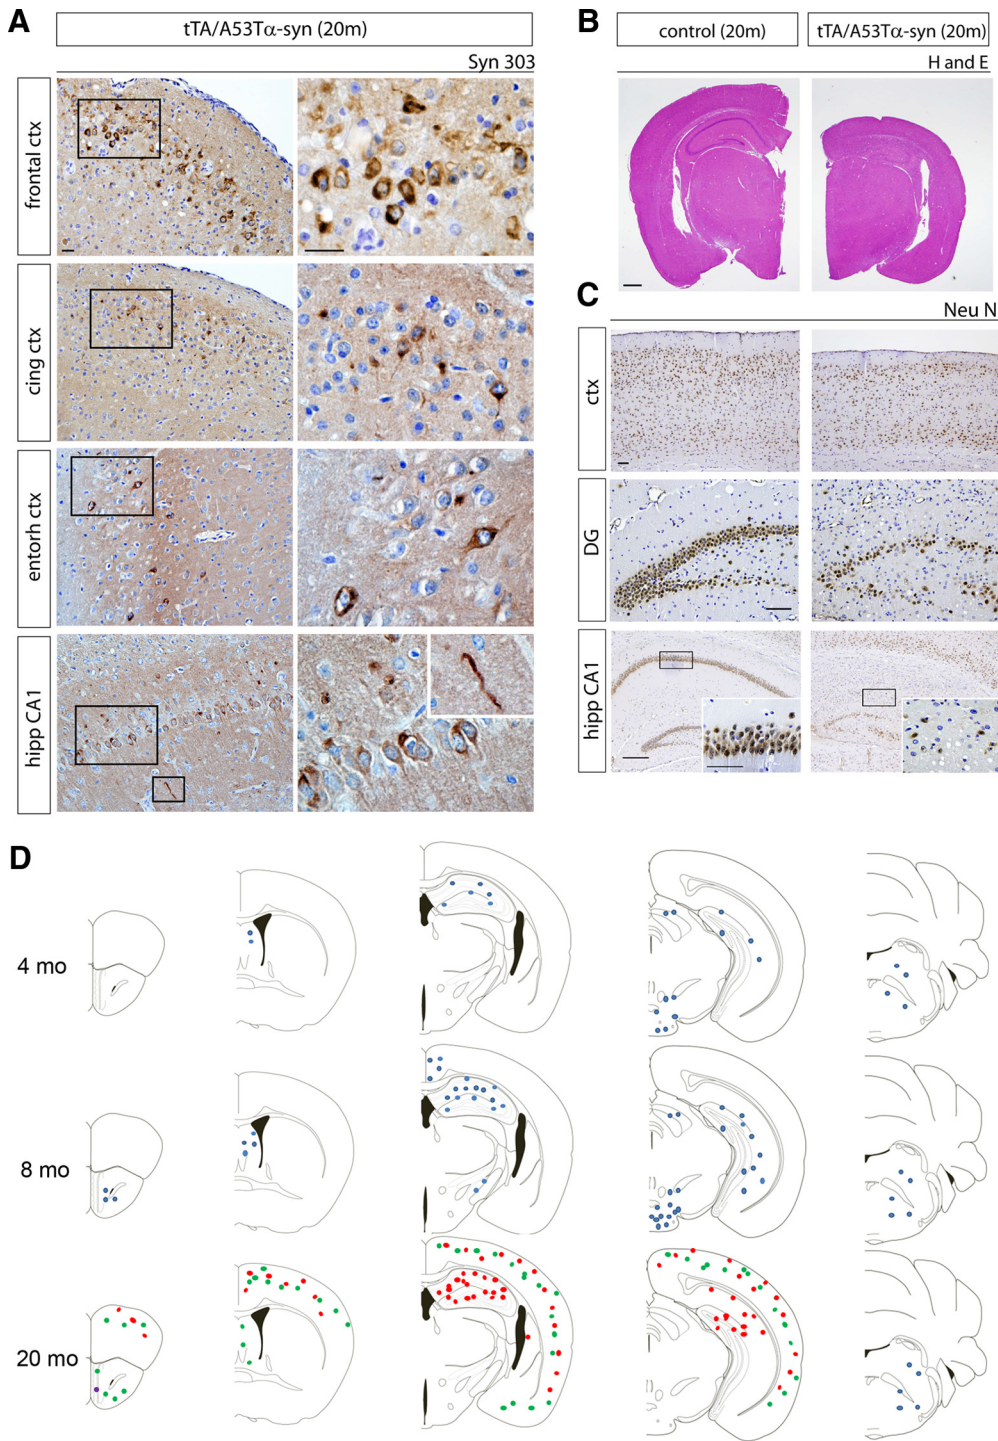 A
tTA/A53Tα-syn (20m)
Syn 303
frontal ctx
cing ctx
entorh ctx
hipp CA1
B
control (20m)
tTA/A53Tα-syn (20m)
H and E
C
Neu N
ctx
DG
hipp CA1
D
4 mo
8 mo
20 mo